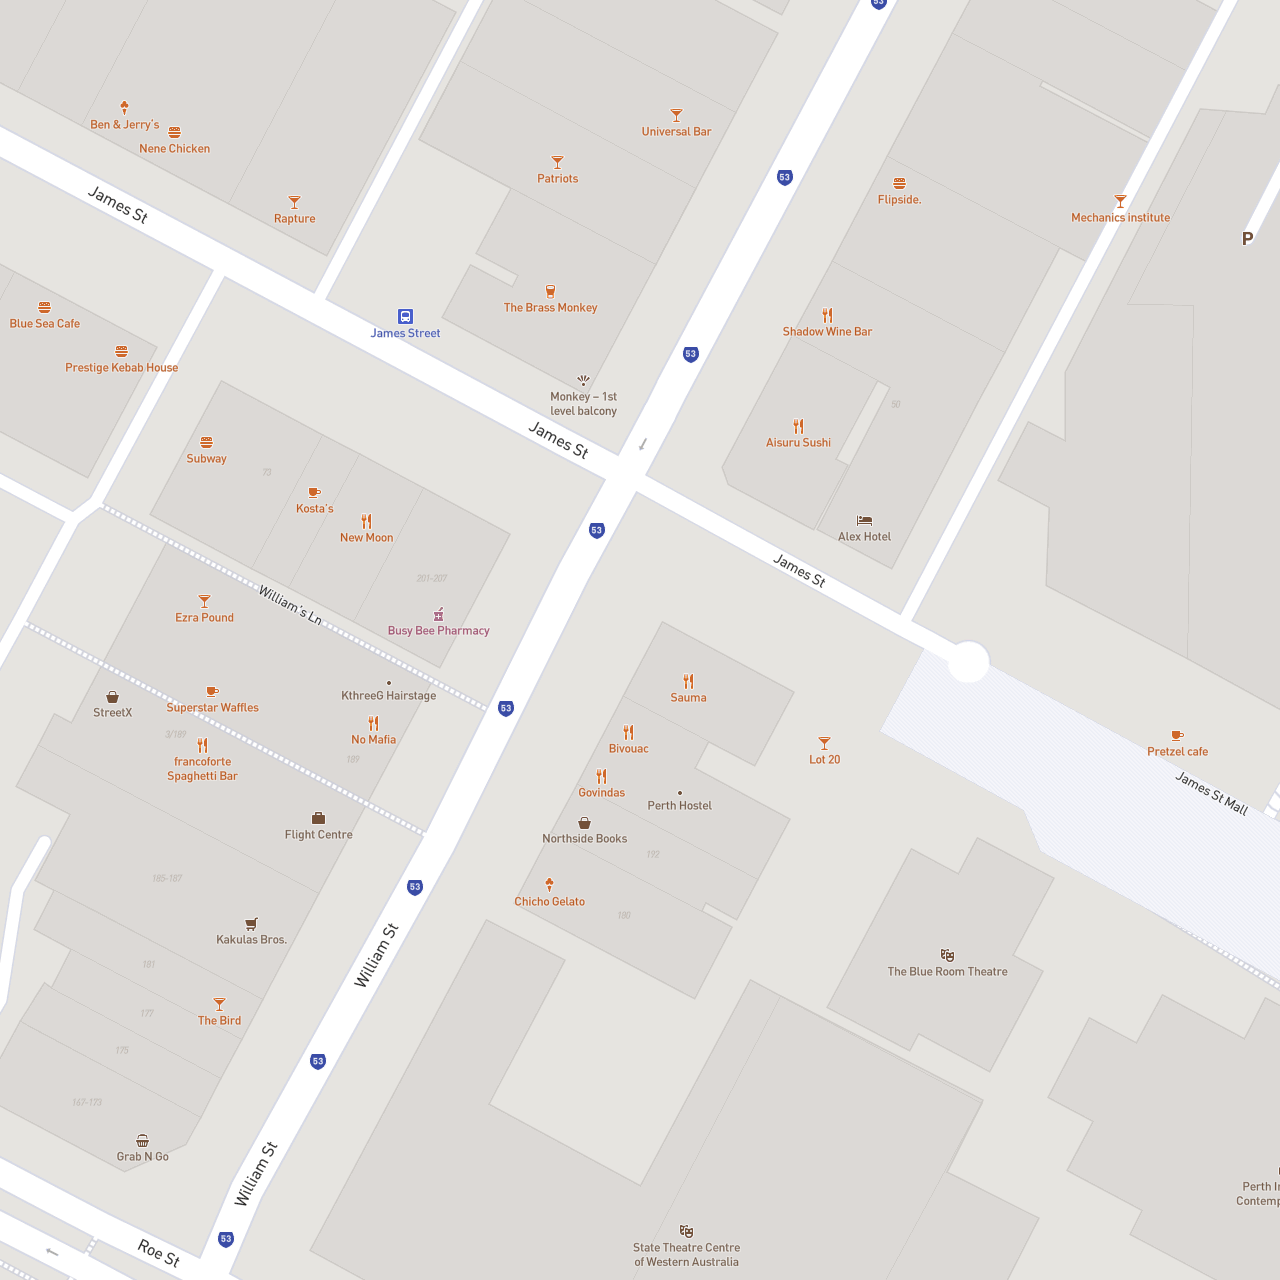 53
Ben & Jerry's
Nene Chicken
Universal Bar
Patriots
53
James St
Rapture
Flipside.
Mechanics institute
P
Blue Sea Cafe
The Brass Monkey
James Street
Shadow Wine Bar
Prestige Kebab House
53
Monkey – 1st
level balcony
50
James St
Aisuru Sushi
Subway
73
Kosta's
New Moon
53
Alex Hotel
James St
201-207
William's Ln
Ezra Pound
Busy Bee Pharmacy
KthreeG Hairstage
Sauma
StreetX
Superstar Waffles
53
3/189
No Mafia
Bivouac
Lot 20
Pretzel cafe
francoforte
Spaghetti Bar
189
Govindas
James St Mall
Perth Hostel
Flight Centre
Northside Books
192
185-187
53
Chicho Gelato
180
Kakulas Bros.
William St
181
The Blue Room Theatre
177
The Bird
175
53
167-173
Grab N Go
William St
Perth In
Contemp
53
Roe St
State Theatre Centre
of Western Australia